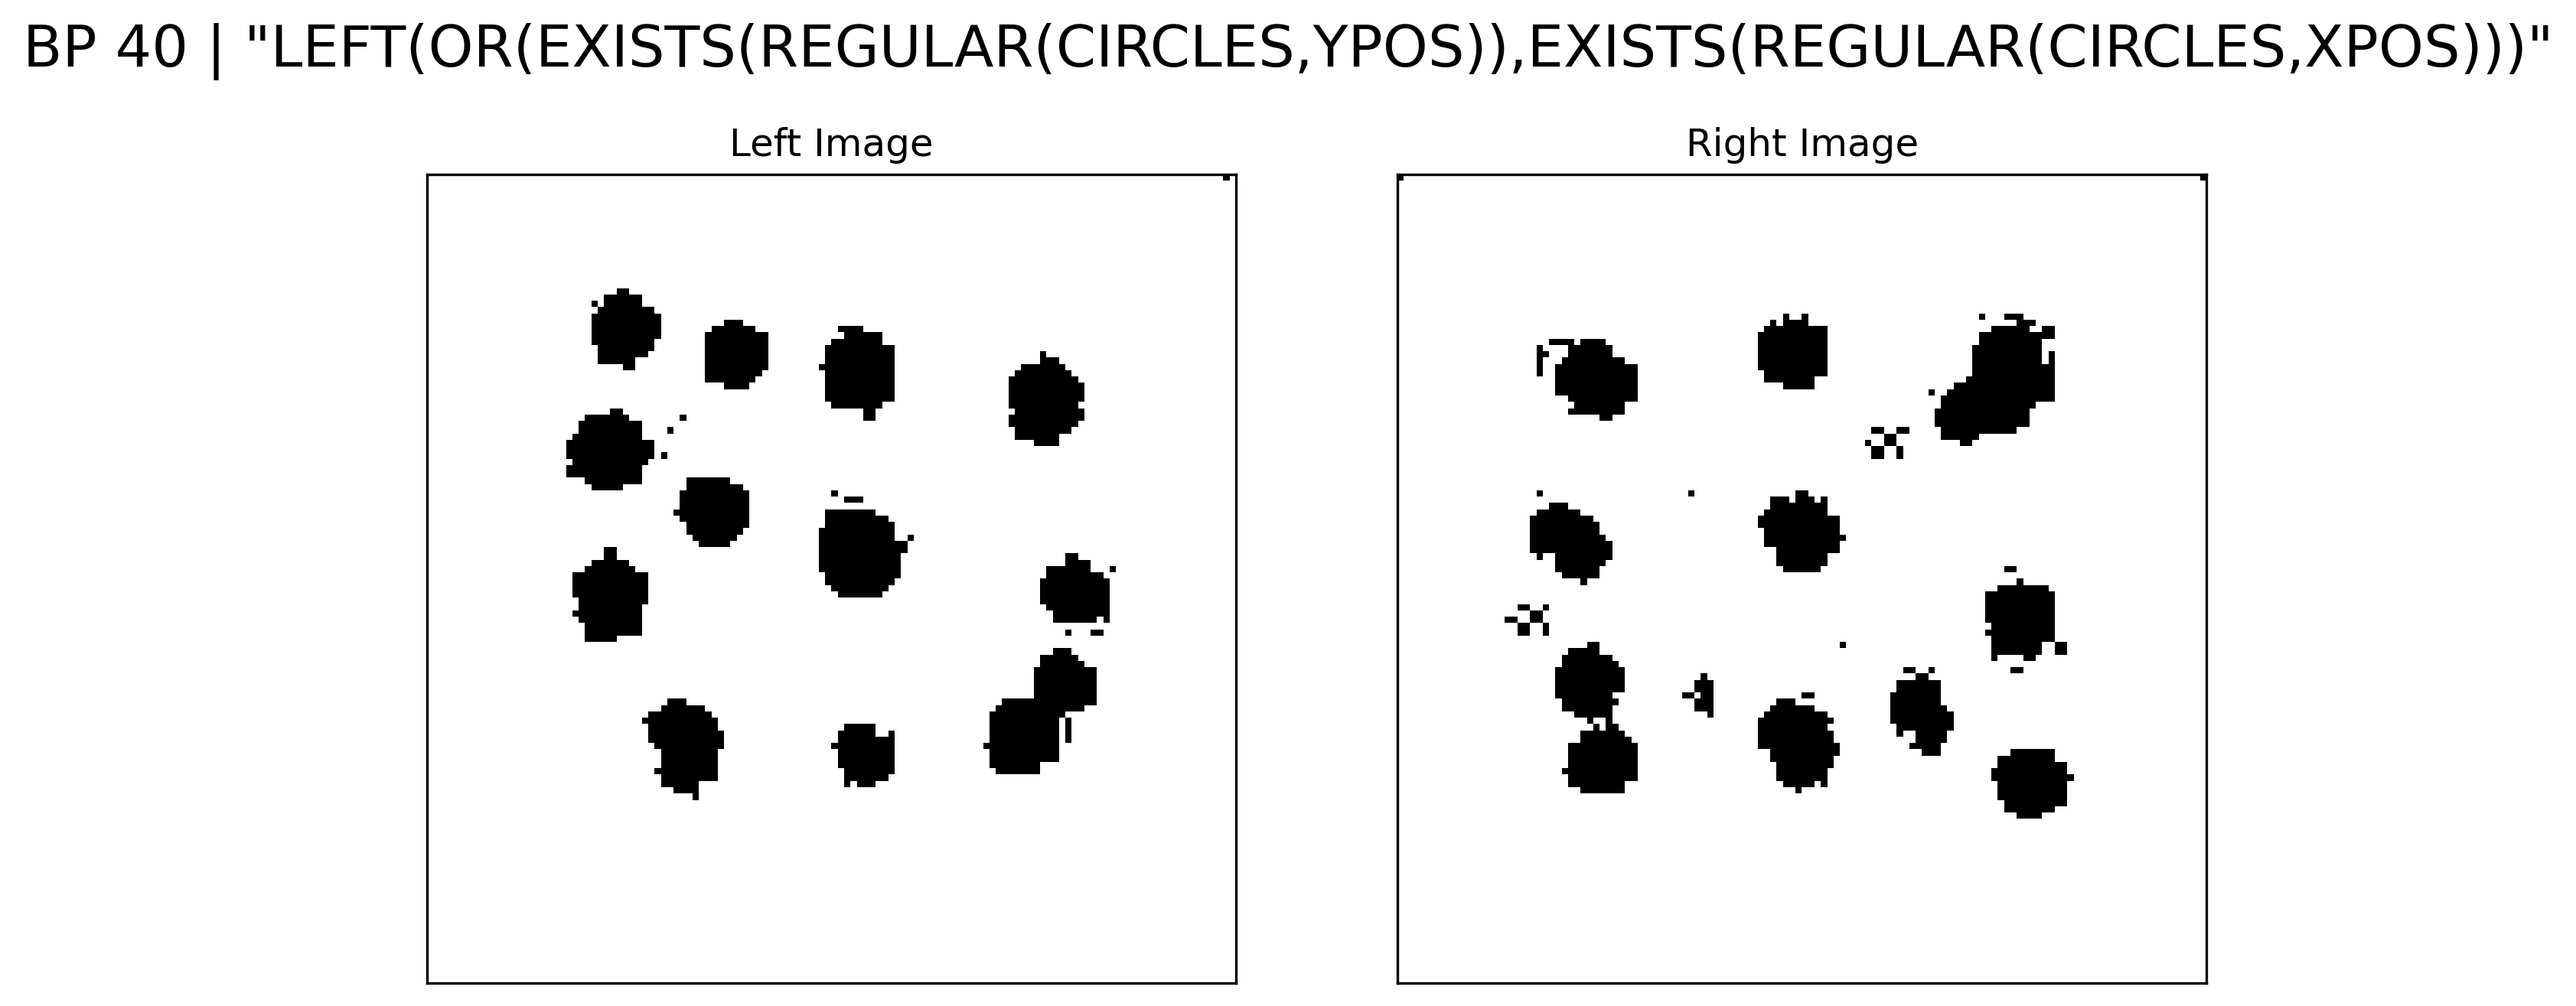 BP 40 | "LEFT(OR(EXISTS(REGULAR(CIRCLES,YPOS)),EXISTS(REGULAR(CIRCLES,XPOS)))"
Left Image
Right Image